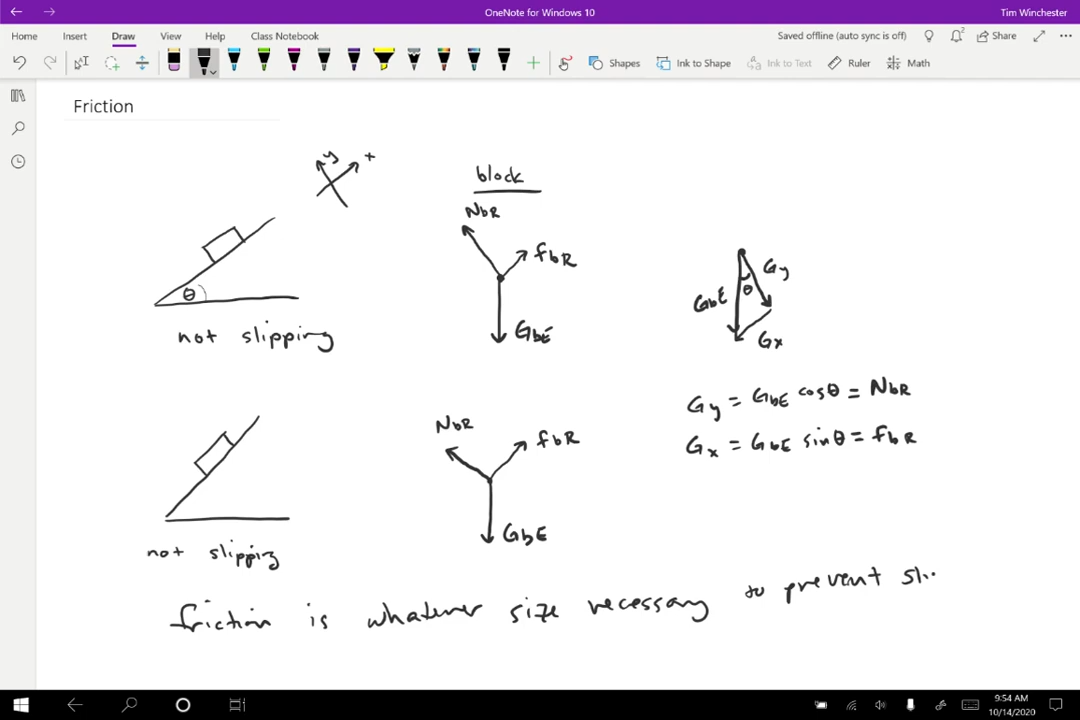 OneNote for Windows 10
Tim Winchester
Home Insert Draw View Help Class Notebook
Saved offline (auto sync is off) Share
Shapes Ink to Shape Ink to Text Ruler Math
Friction
y x
block
NbR
fbR
GbE
θ
not slipping
Gy
GbE
θ
Gx
Gy = GbE cosθ = NbR
Gx = GbE sinθ = fbR
NbR
fbR
GbE
not slipping
friction is whatever size necessary to prevent sli
9:54 AM
10/14/2020